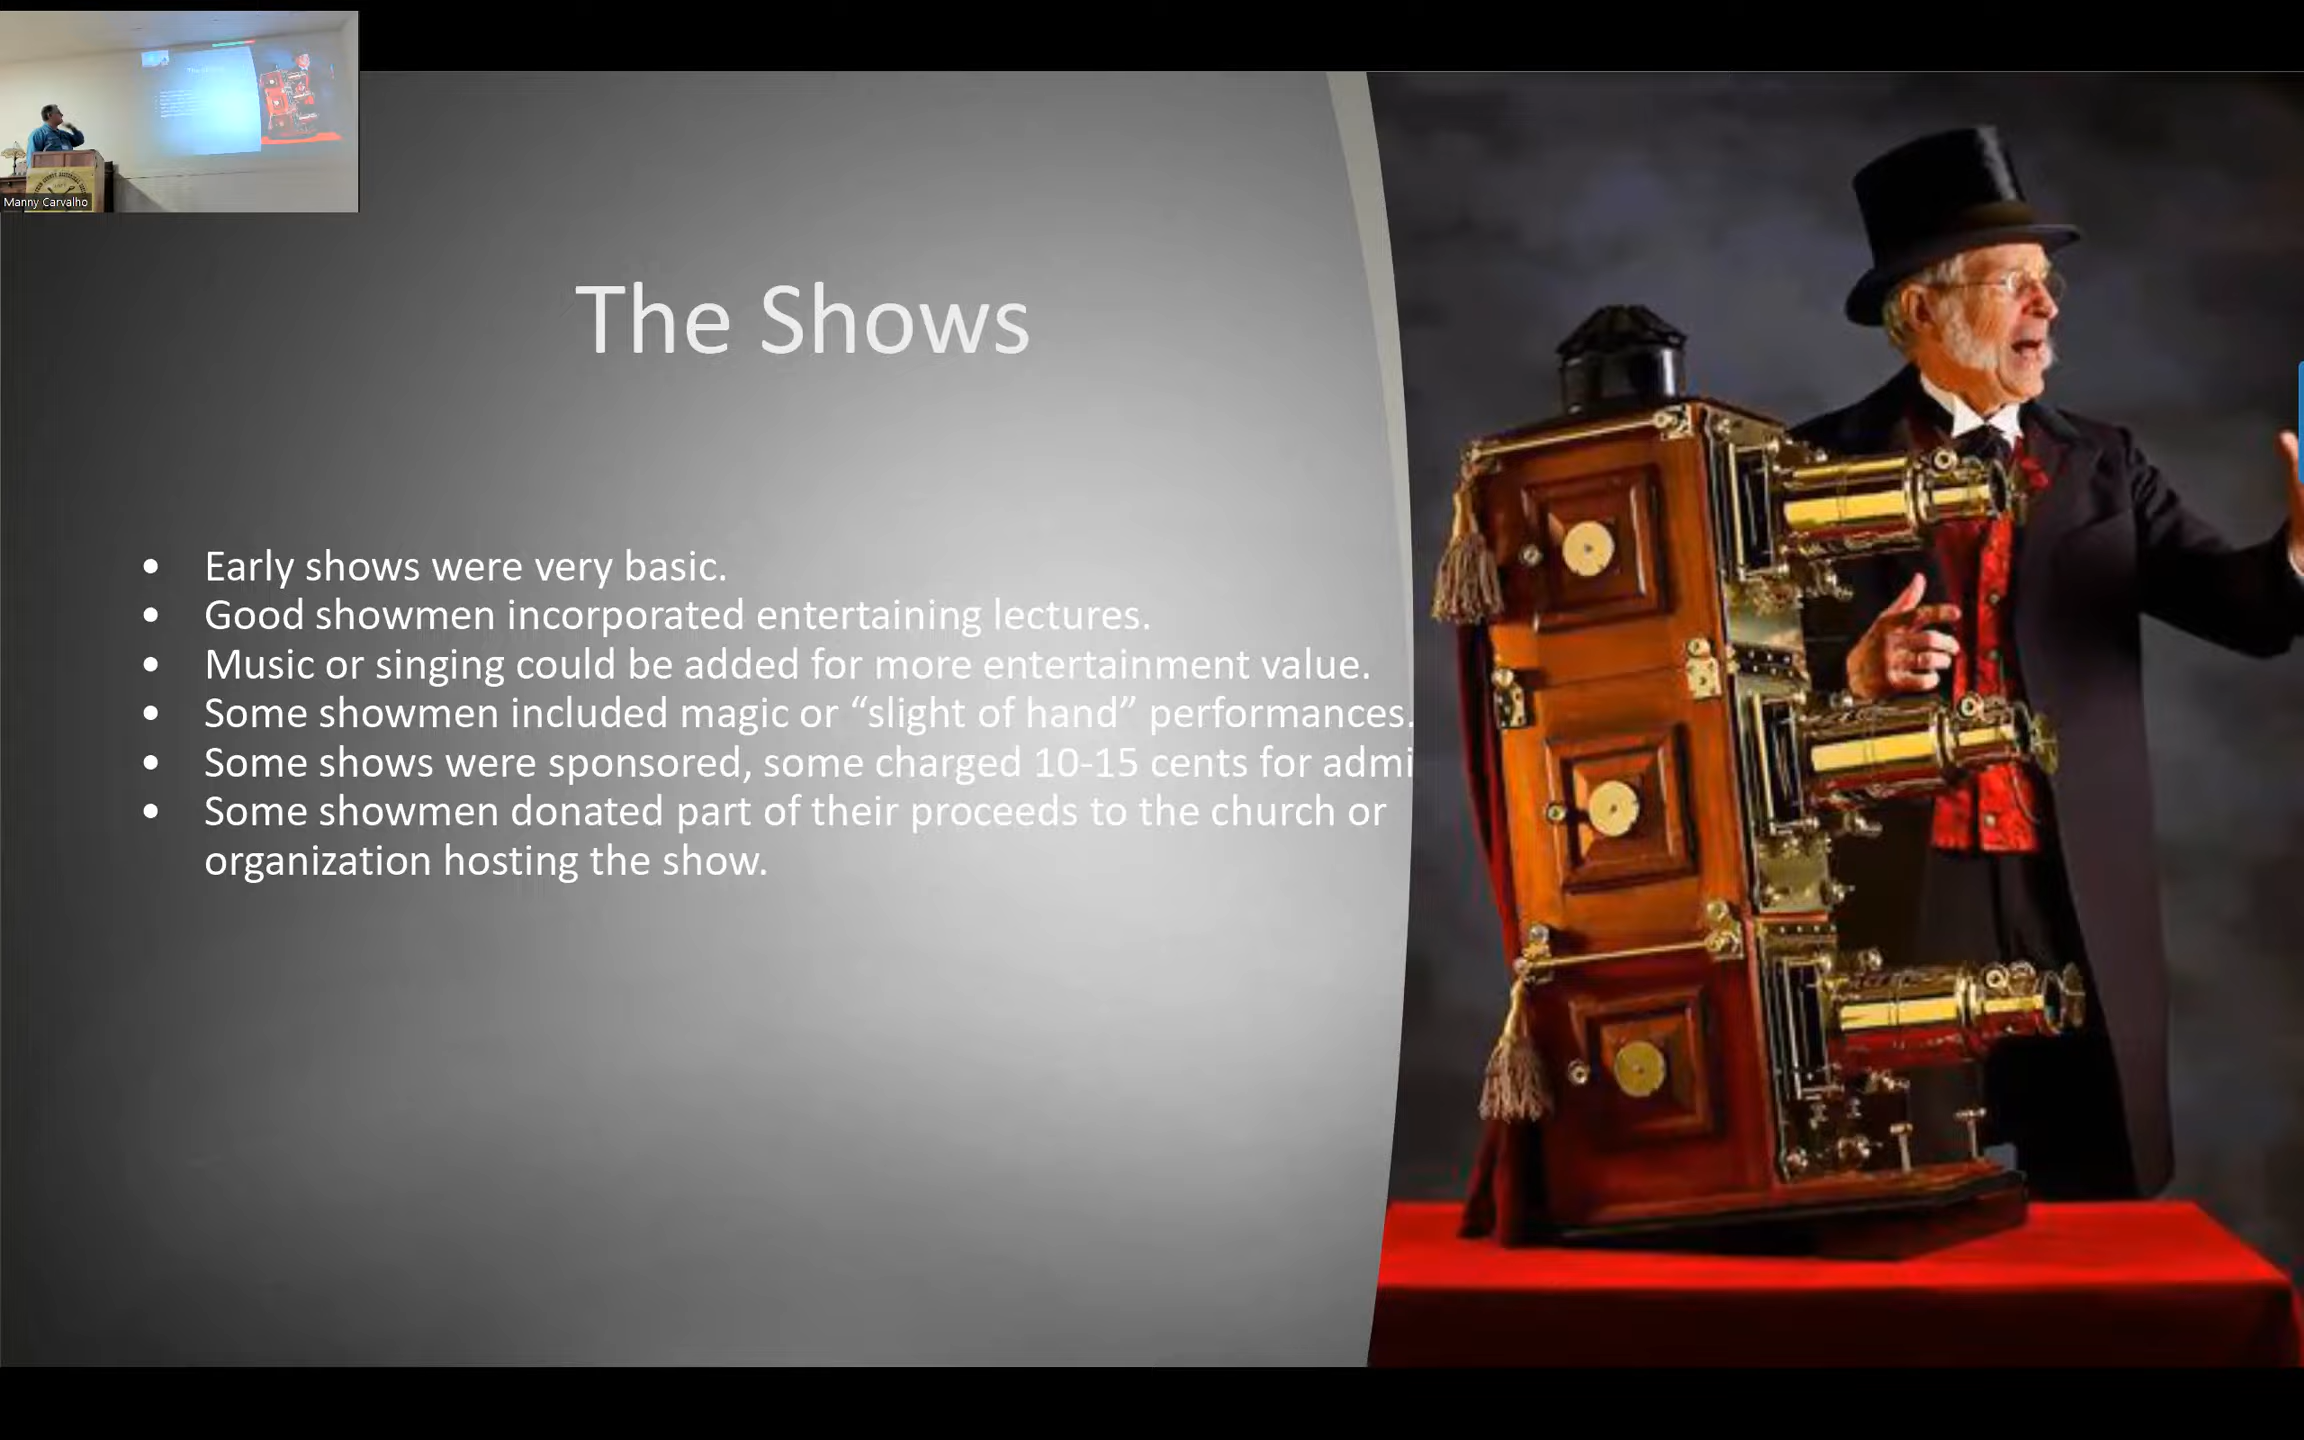 Manny Carvalho
The Shows
• Early shows were very basic.
• Good showmen incorporated entertaining lectures.
• Music or singing could be added for more entertainment value.
• Some showmen included magic or “slight of hand” performances.
• Some shows were sponsored, some charged 10-15 cents for admi
• Some showmen donated part of their proceeds to the church or
organization hosting the show.